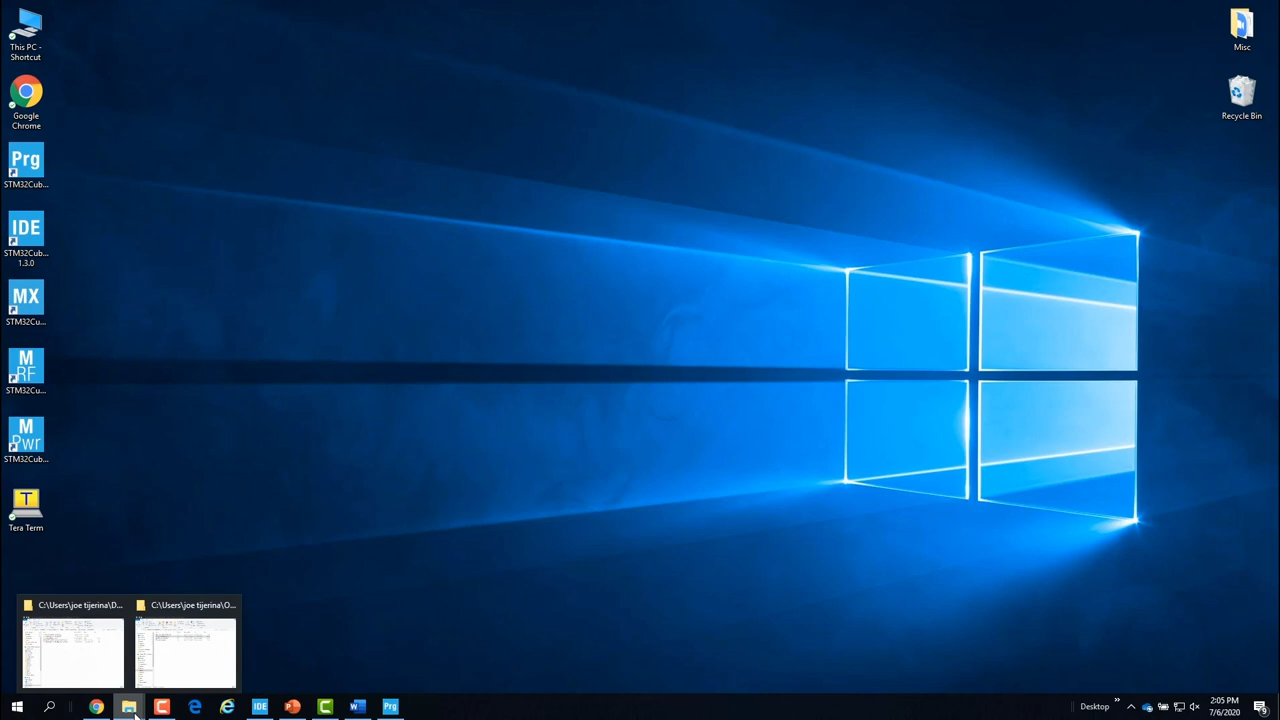 This PC -
Shortcut
Google
Chrome
Prg
STM32Cub...
IDE
STM32Cub...
1.3.0
MX
STM32Cu...
M
RF
STM32Cu...
M
Pwr
STM32Cub...
T
Tera Term
Misc
Recycle Bin
C:\Users\joe tijerina\D...
C:\Users\joe tijerina\O...
IDE
Prg
Desktop
2:05 PM
7/6/2020
9